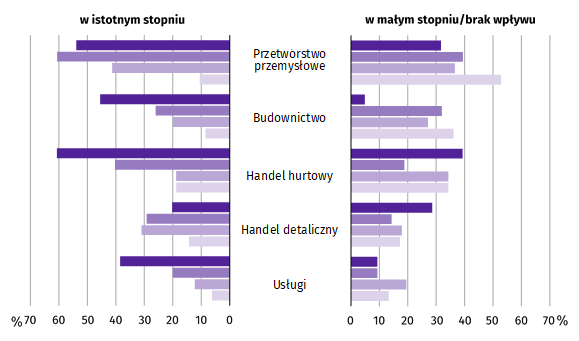 w istotnym stopniu
w małym stopniu/brak wpływu
Przetwórstwo
przemysłowe
Budownictwo
Handel hurtowy
Handel detaliczny
Usługi
% 70 60 50 40 30 20 10 0
0 10 20 30 40 50 60 70 %